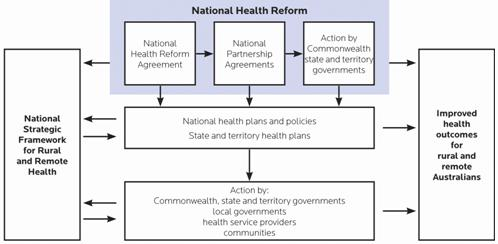 National Health Reform
National
Health Reform
Agreement
National
Partnership
Agreements
Action by
Commonwealth
state and territory
governments
National
Strategic
Framework
for Rural
and Remote
Health
National health plans and policies
State and territory health plans
Action by:
Commonwealth, state and territory governments
local governments
health service providers
communities
Improved
health
outcomes
for
rural and
remote
Australians